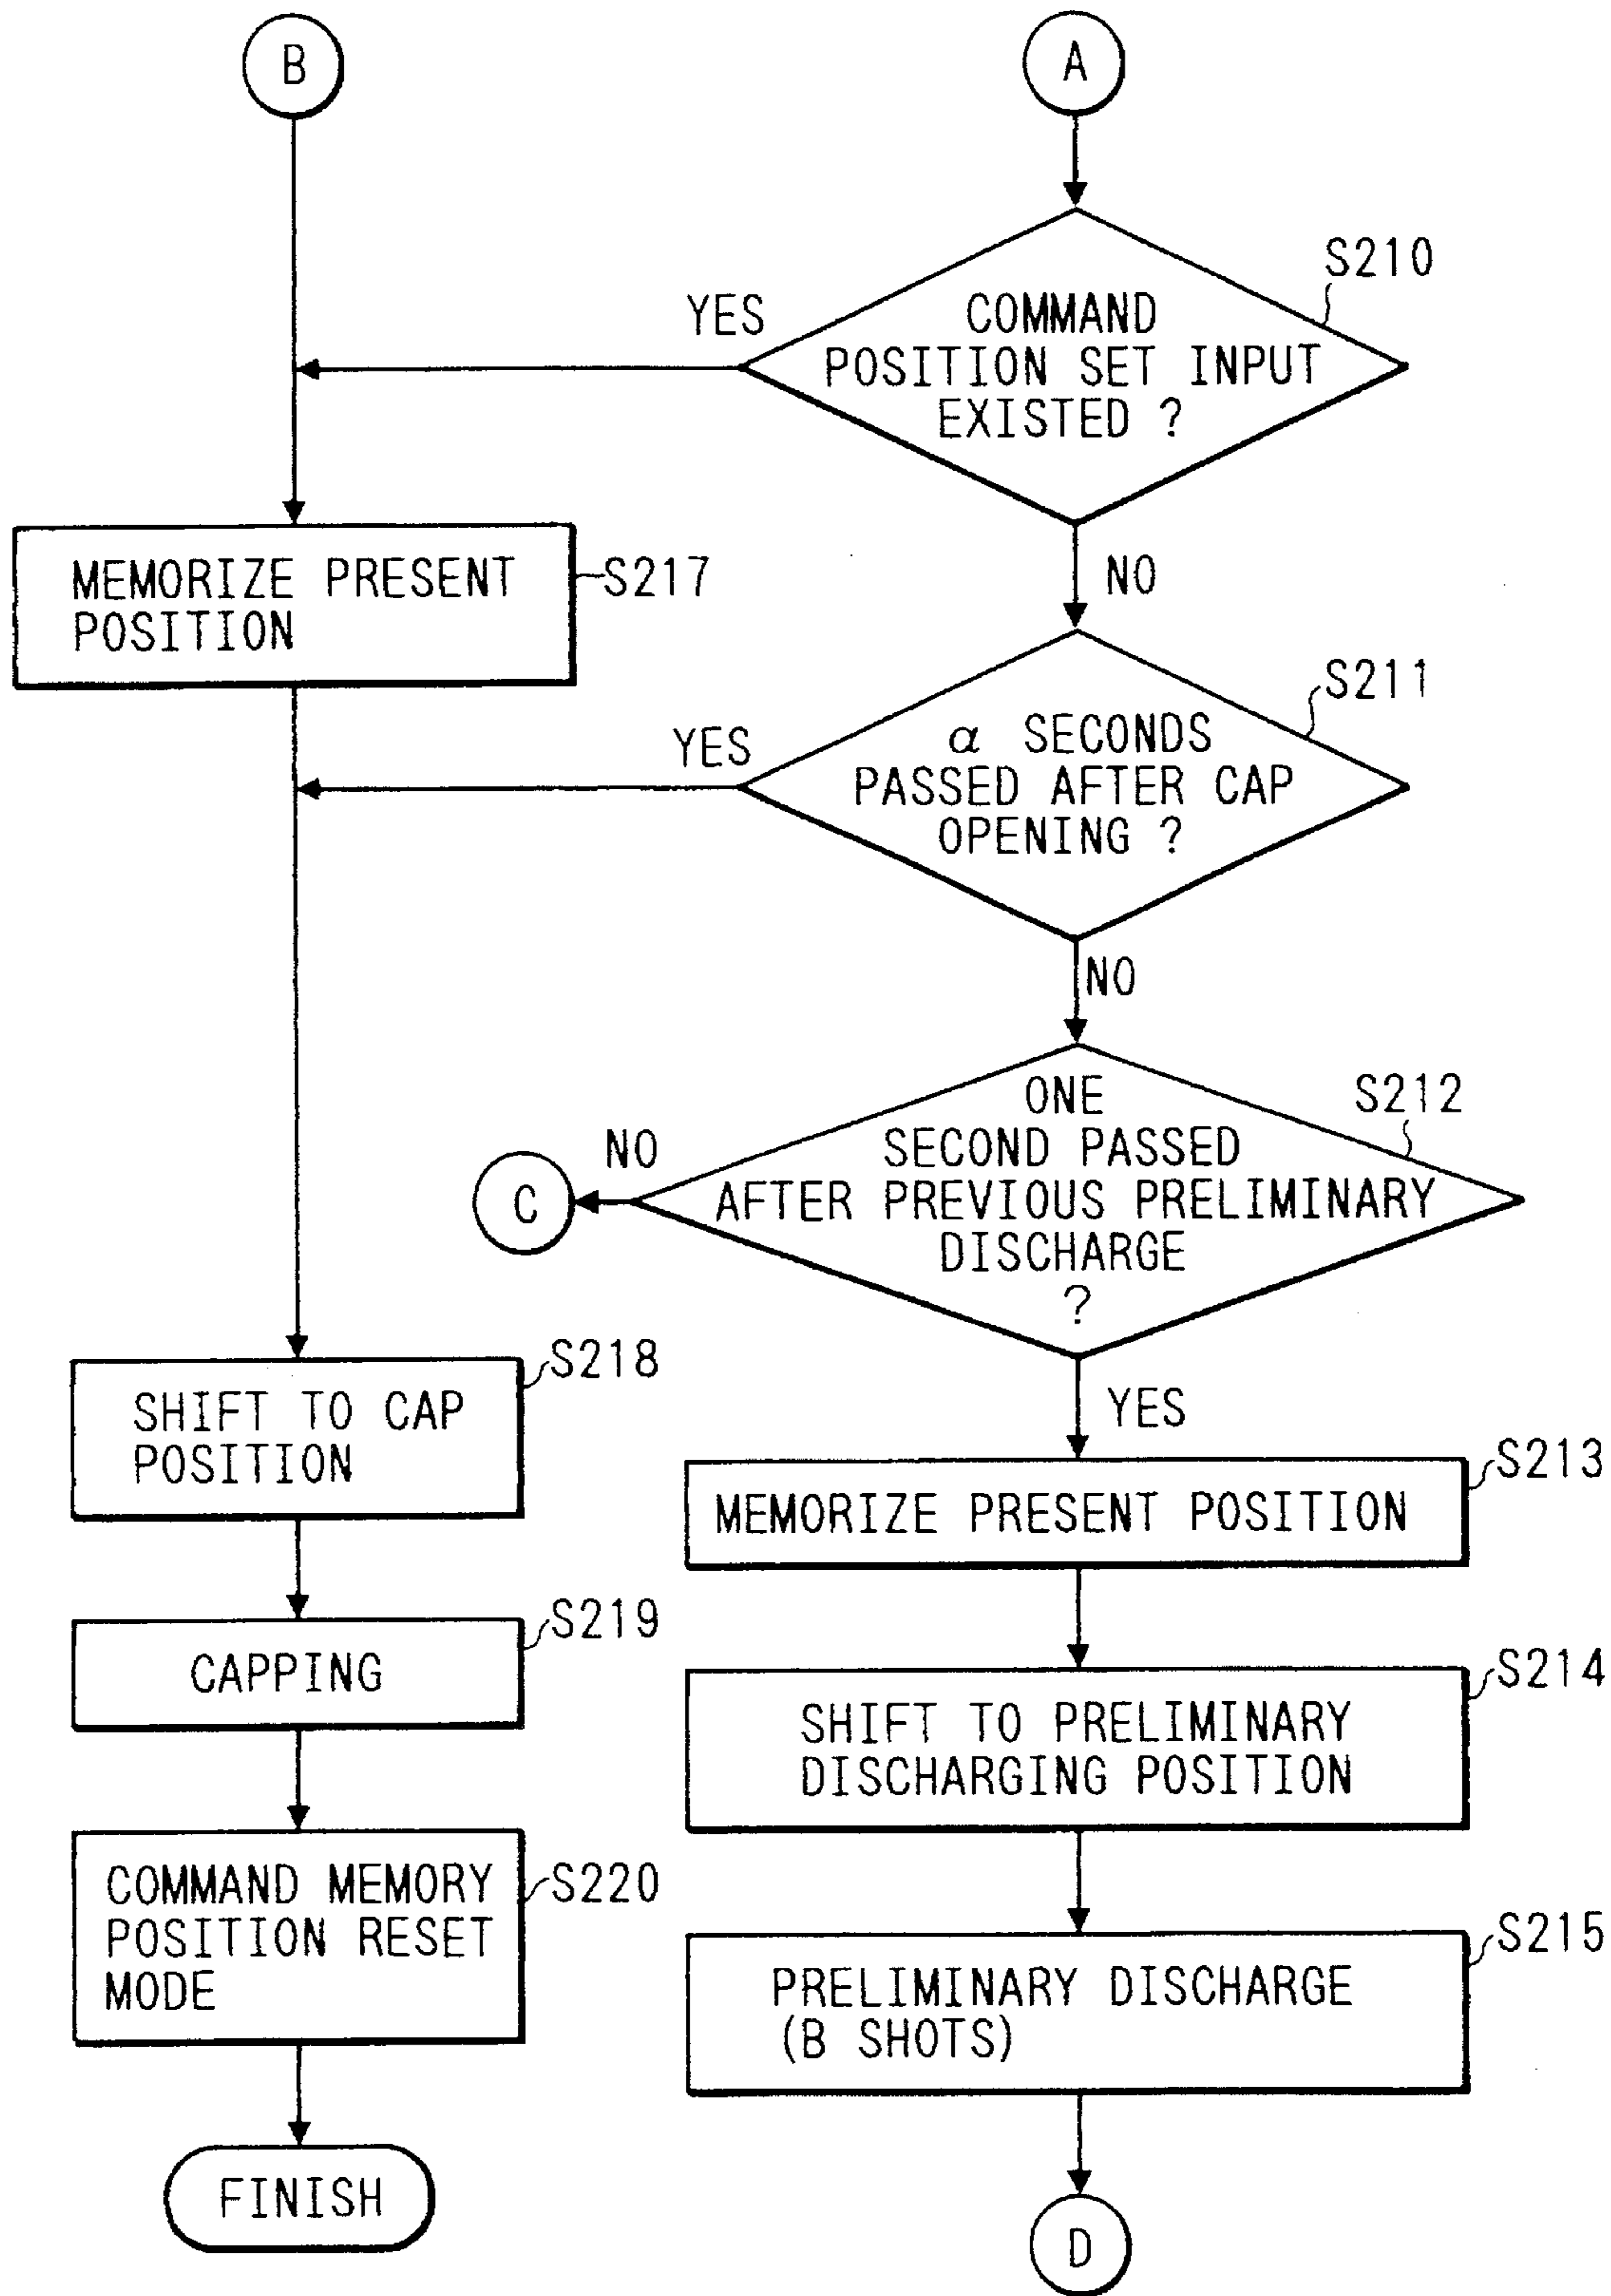 B
A
S210
COMMAND
POSITION SET INPUT
EXISTED ?
YES
NO
MEMORIZE PRESENT
POSITION
S217
S211
α SECONDS
PASSED AFTER CAP
OPENING ?
YES
NO
S212
ONE
SECOND PASSED
AFTER PREVIOUS PRELIMINARY
DISCHARGE
?
NO
C
YES
S218
SHIFT TO CAP
POSITION
S213
MEMORIZE PRESENT POSITION
S219
CAPPING
S214
SHIFT TO PRELIMINARY
DISCHARGING POSITION
S220
COMMAND MEMORY
POSITION RESET
MODE
S215
PRELIMINARY DISCHARGE
(B SHOTS)
FINISH
D